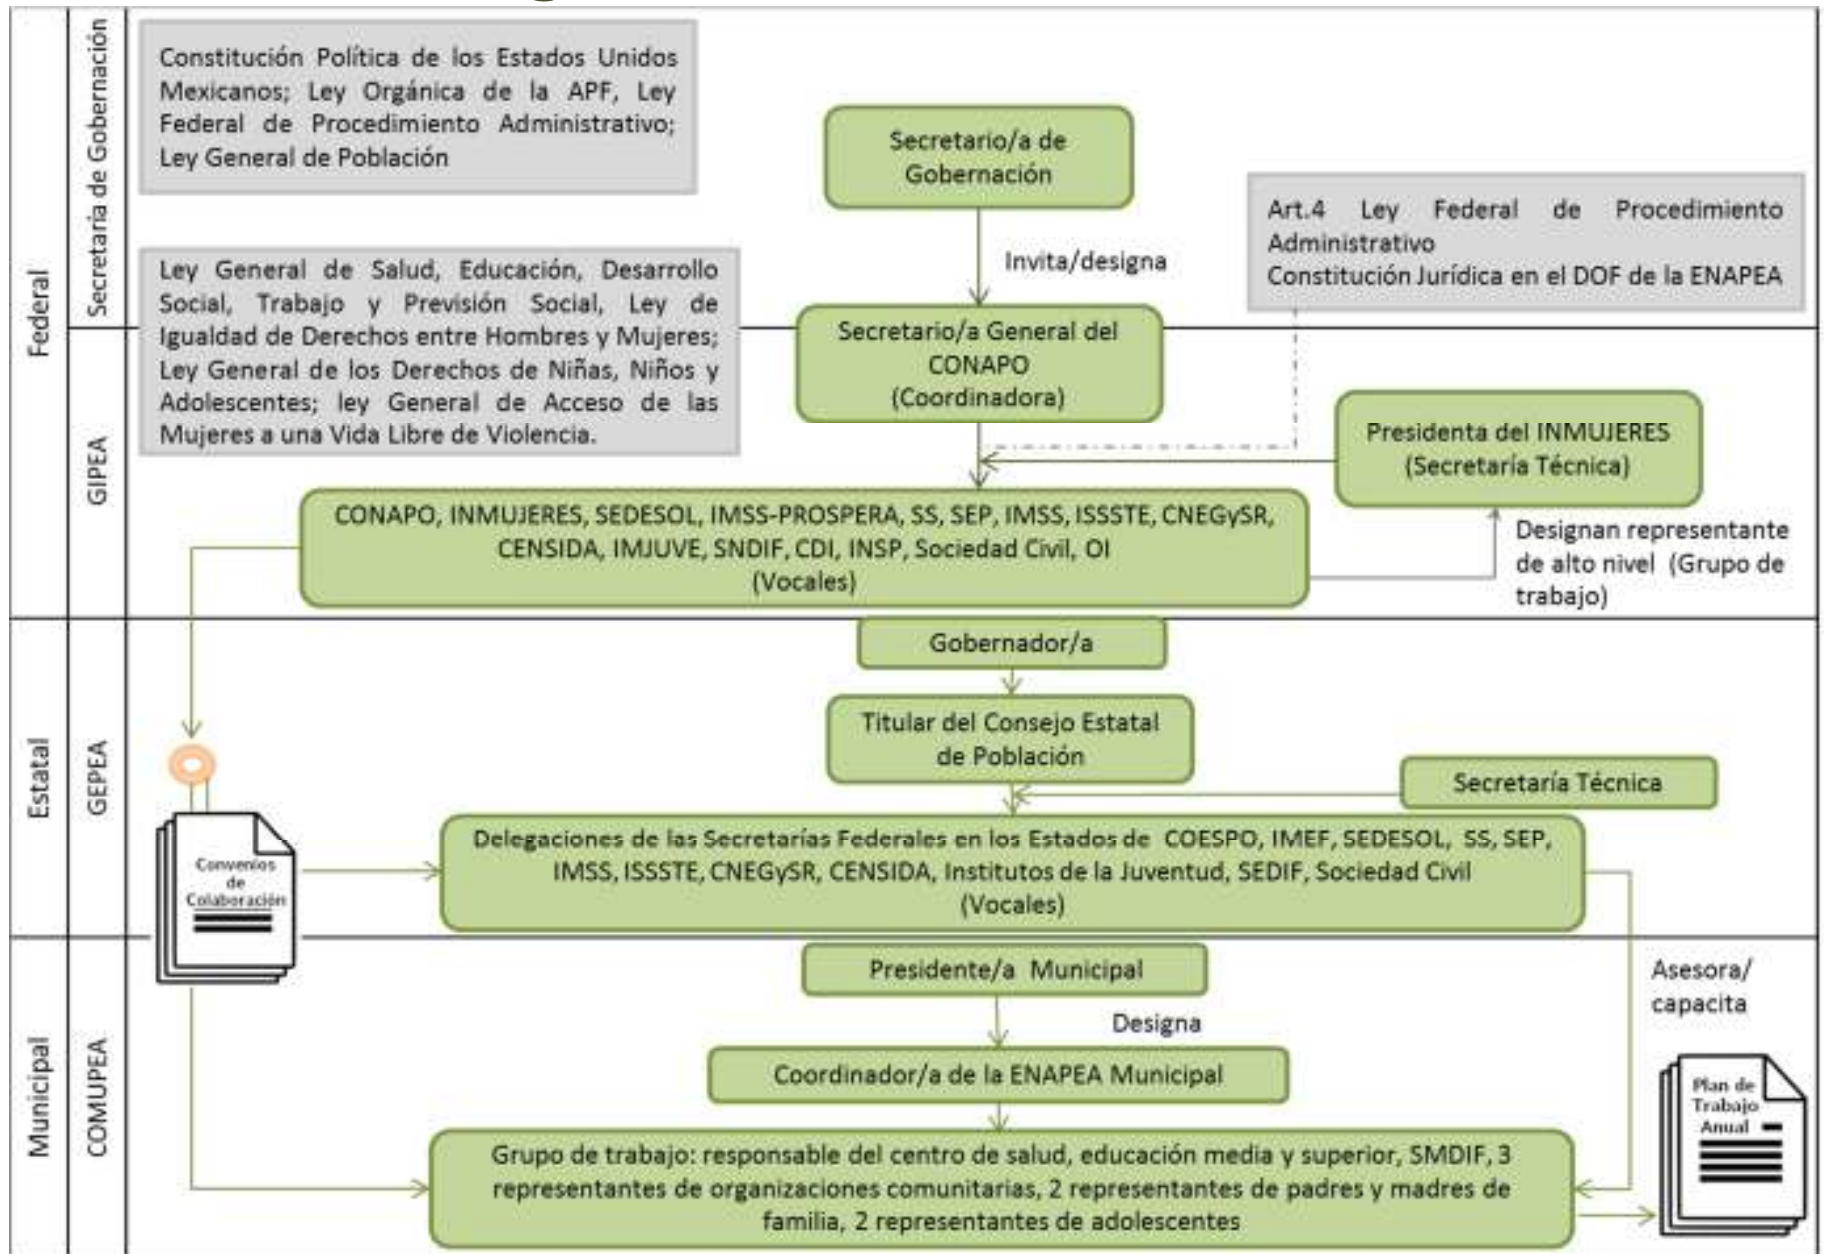 Federal
Secretaría de Gobernación
Constitución Política de los Estados Unidos
Mexicanos; Ley Orgánica de la APF, Ley
Federal de Procedimiento Administrativo;
Ley General de Población
Secretario/a de
Gobernación
Invita/designa
Art.4 Ley Federal de Procedimiento
Administrativo
Constitución Jurídica en el DOF de la ENAPEA
Ley General de Salud, Educación, Desarrollo
Social, Trabajo y Previsión Social, Ley de
Igualdad de Derechos entre Hombres y Mujeres;
Ley General de los Derechos de Niñas, Niños y
Adolescentes; ley General de Acceso de las
Mujeres a una Vida Libre de Violencia.
Secretario/a General del
CONAPO
(Coordinadora)
GIPEA
Presidenta del INMUJERES
(Secretaría Técnica)
CONAPO, INMUJERES, SEDESOL, IMSS-PROSPERA, SS, SEP, IMSS, ISSSTE, CNEGySR,
CENSIDA, IMJUVE, SNDIF, CDI, INSP, Sociedad Civil, OI
(Vocales)
Designan representante
de alto nivel (Grupo de
trabajo)
Estatal
GEPEA
Gobernador/a
Titular del Consejo Estatal
de Población
Secretaría Técnica
Convenios
de
Colaboración
Delegaciones de las Secretarías Federales en los Estados de COESPO, IMEF, SEDESOL, SS, SEP,
IMSS, ISSSTE, CNEGySR, CENSIDA, Institutos de la Juventud, SEDIF, Sociedad Civil
(Vocales)
Municipal
COMUPEA
Presidente/a Municipal
Designa
Asesora/
capacita
Coordinador/a de la ENAPEA Municipal
Plan de
Trabajo
Anual
Grupo de trabajo: responsable del centro de salud, educación media y superior, SMDIF, 3
representantes de organizaciones comunitarias, 2 representantes de padres y madres de
familia, 2 representantes de adolescentes